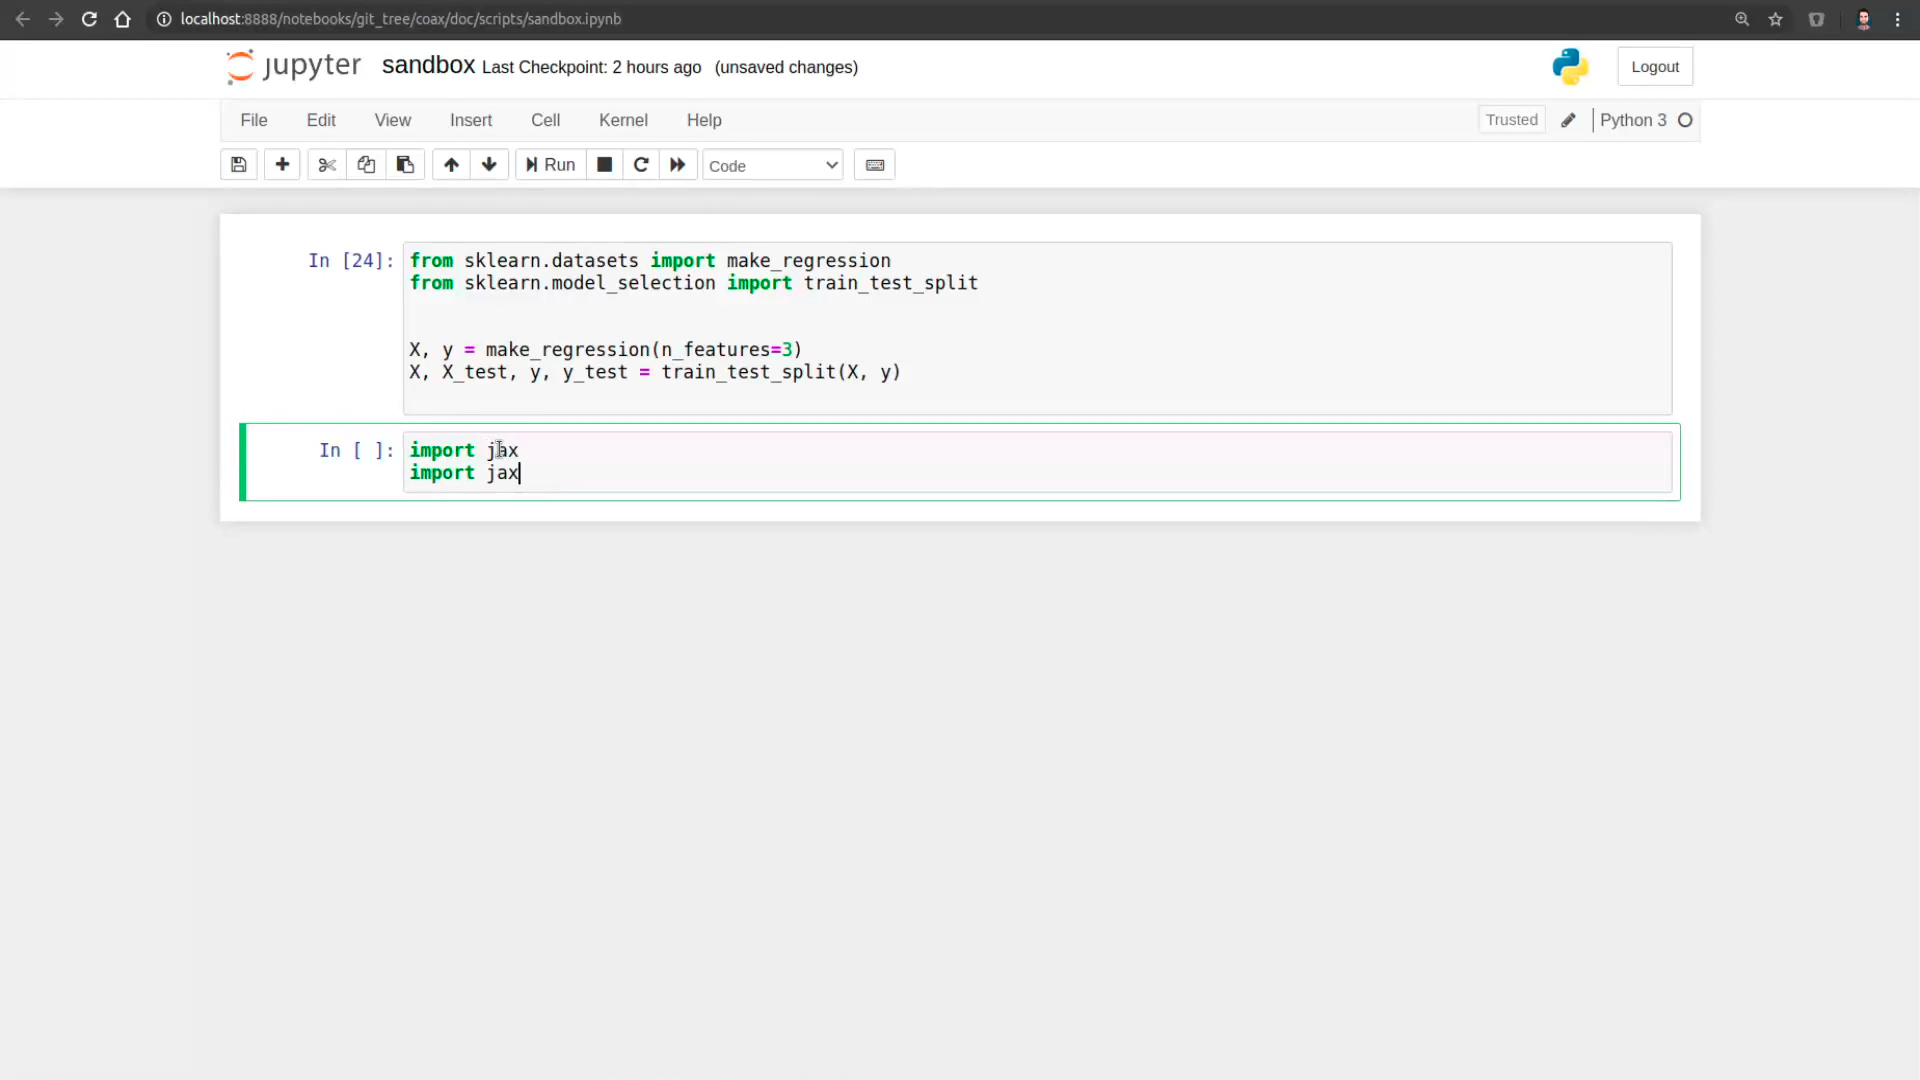 localhost:8888/notebooks/git_tree/coax/doc/scripts/sandbox.ipynb
jupyter sandbox Last Checkpoint: 2 hours ago (unsaved changes) Logout
File Edit View Insert Cell Kernel Help Trusted Python 3
Run Code
In [24]: from sklearn.datasets import make_regression
from sklearn.model_selection import train_test_split
X, y = make_regression(n_features=3)
X, X_test, y, y_test = train_test_split(X, y)
In [ ]: import jax
import jax